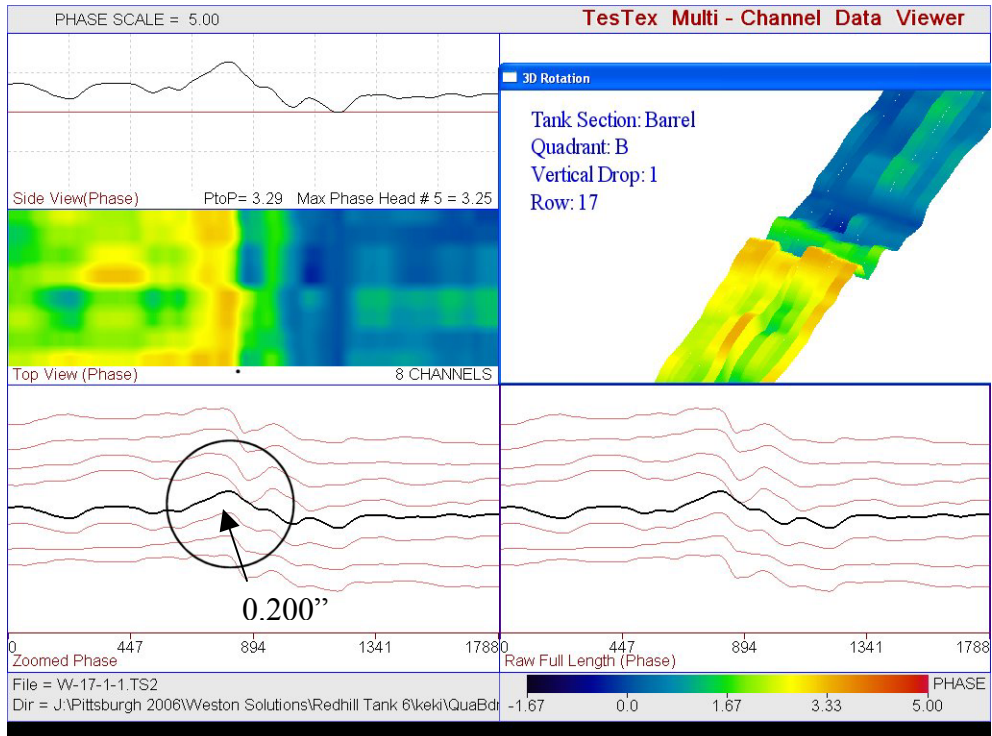 PHASE SCALE = 5.00
TesTex Multi - Channel Data Viewer
Side View(Phase) PtoP= 3.29 Max Phase Head # 5 = 3.25
3D Rotation
Tank Section: Barrel
Quadrant: B
Vertical Drop: 1
Row: 17
Top View (Phase) 8 CHANNELS
0.200”
0 447 894 1341 1788
Zoomed Phase
0 447 894 1341 1788
Raw Full Length (Phase)
File = W-17-1-1.TS2
Dir = J:\Pittsburgh 2006\Weston Solutions\Redhill Tank 6\keki\QuaBdr
PHASE
-1.67 0.0 1.67 3.33 5.00